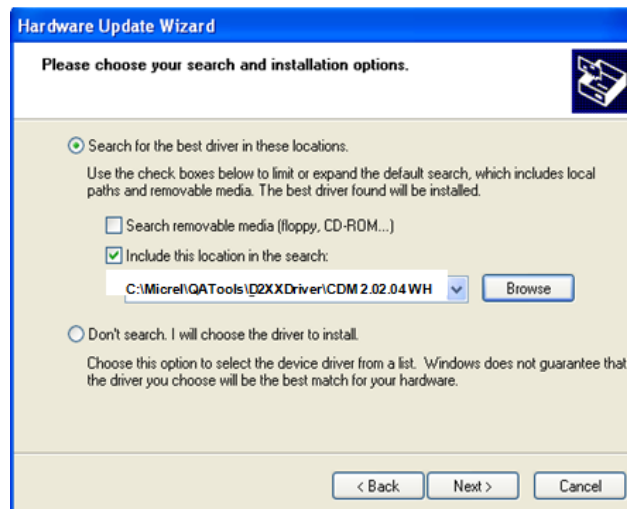 Hardware Update Wizard
Please choose your search and installation options.
Search for the best driver in these locations.
Use the check boxes below to limit or expand the default search, which includes local
paths and removable media. The best driver found will be installed.
Search removable media (floppy, CD-ROM...)
Include this location in the search:
C:\Micrel\QATools\D2XXDriver\CDM 2.02.04 WH
Browse
Don't search. I will choose the driver to install.
Choose this option to select the device driver from a list. Windows does not guarantee that
the driver you choose will be the best match for your hardware.
< Back
Next >
Cancel